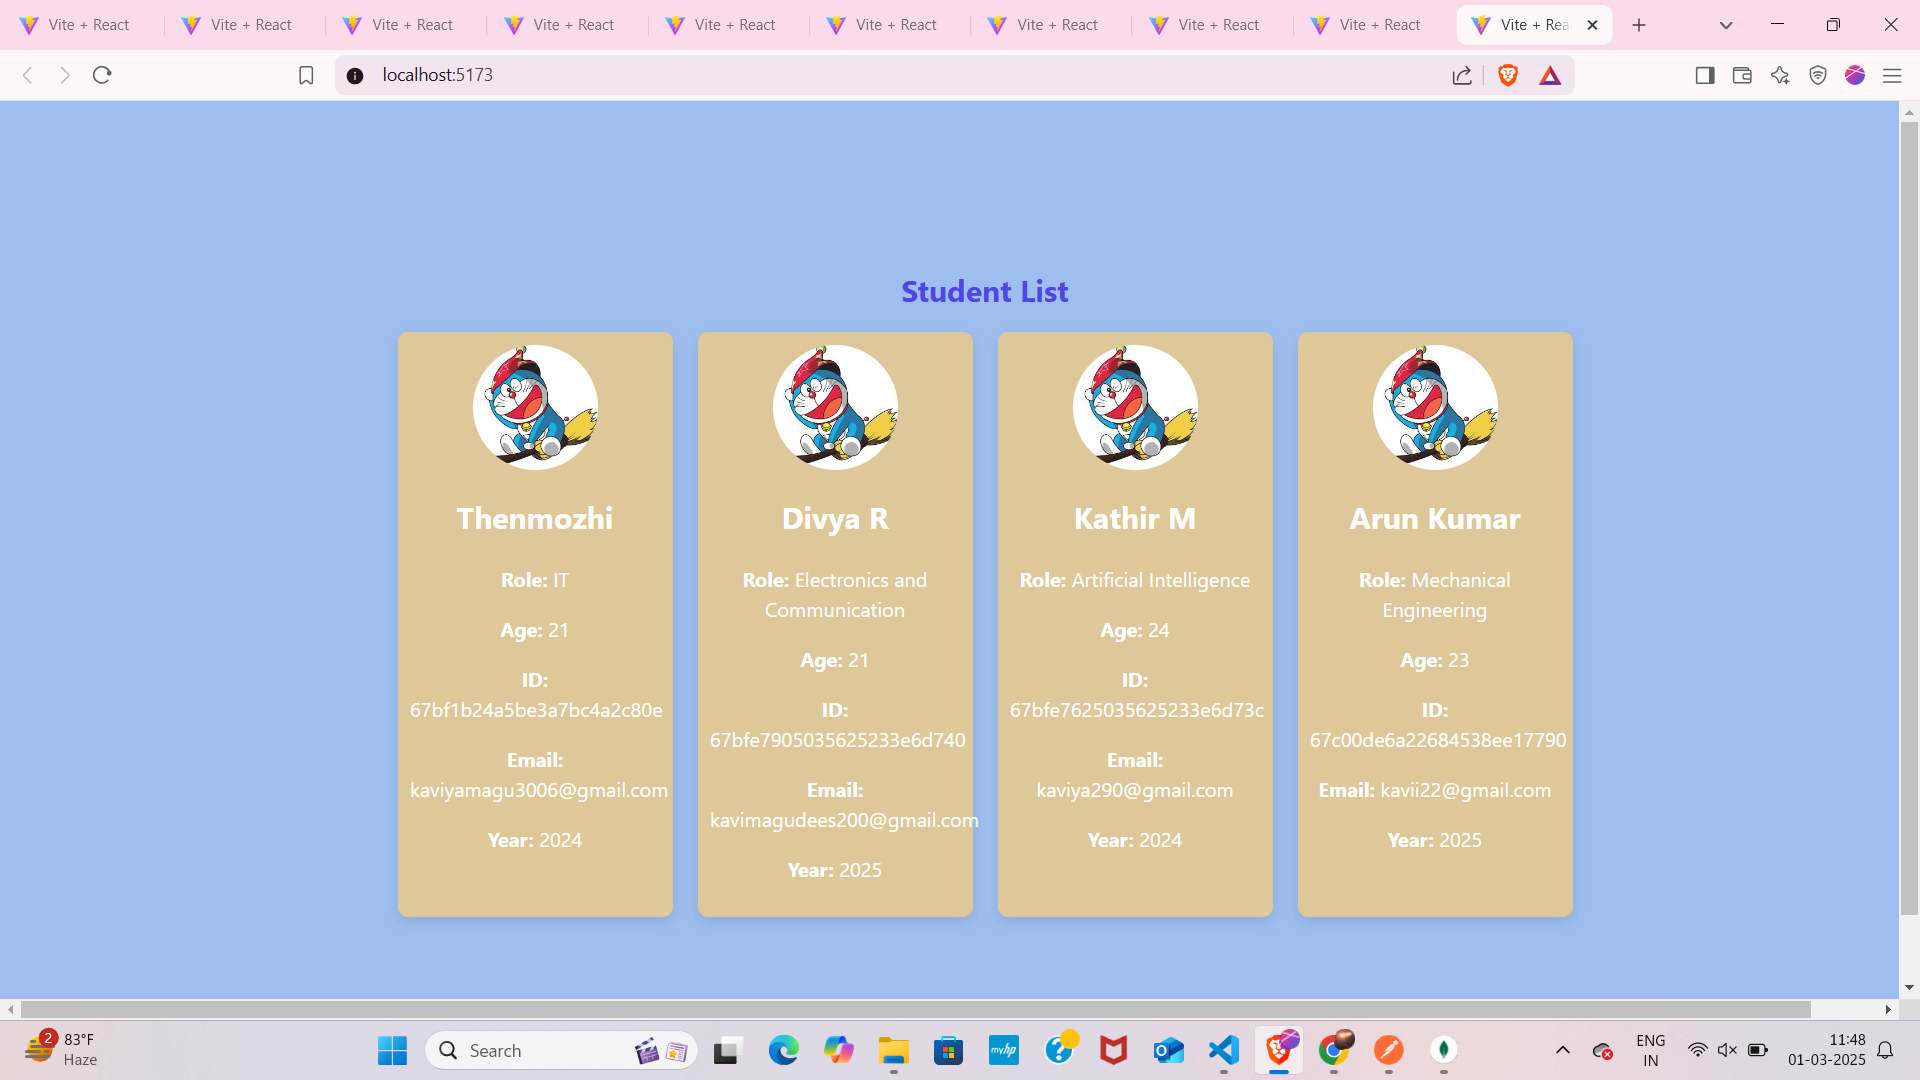 Vite + React
Vite + React
Vite + React
Vite + React
Vite + React
Vite + React
Vite + React
Vite + React
Vite + React
Vite + Rea
localhost:5173
Student List
Thenmozhi
Role: IT
Age: 21
ID:
67bf1b24a5be3a7bc4a2c80e
Email:
kaviyamagu3006@gmail.com
Year: 2024
Divya R
Role: Electronics and
Communication
Age: 21
ID:
67bfe7905035625233e6d740
Email:
kavimagudees200@gmail.com
Year: 2025
Kathir M
Role: Artificial Intelligence
Age: 24
ID:
67bfe7625035625233e6d73c
Email:
kaviya290@gmail.com
Year: 2024
Arun Kumar
Role: Mechanical
Engineering
Age: 23
ID:
67c00de6a22684538ee17790
Email: kavii22@gmail.com
Year: 2025
2
83°F
Haze
Search
myhp
ENG
IN
11:48
01-03-2025